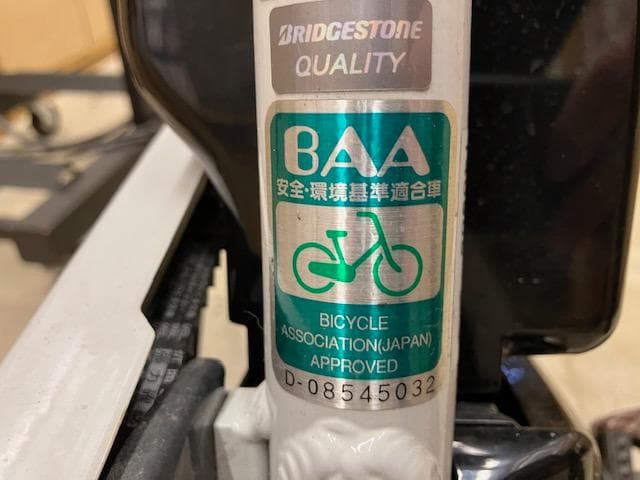 BRIDGESTONE
QUALITY
BAA
安全・環境基準適合車
BICYCLE
ASSOCIATION(JAPAN)
APPROVED
D-08545032